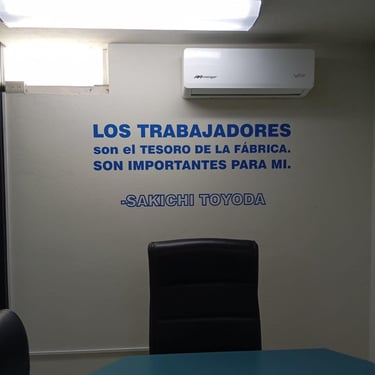 LOS TRABAJADORES
son el TESORO DE LA FÁBRICA.
SON IMPORTANTES PARA MI.
-SAKICHI TOYODA